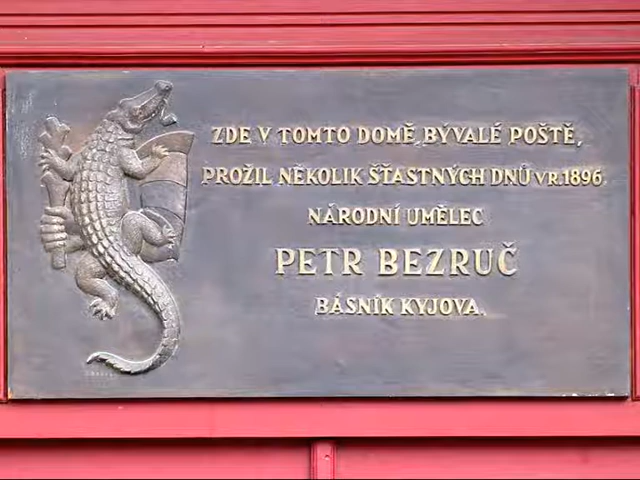 ZDE V TOMTO DOMĚ, BÝVALÉ POŠTĚ,
PROŽIL NĚKOLIK ŠŤASTNÝCH DNŮ V R. 1896
NÁRODNÍ UMĚLEC
PETR BEZRUČ
BÁSNÍK KYJOVA.